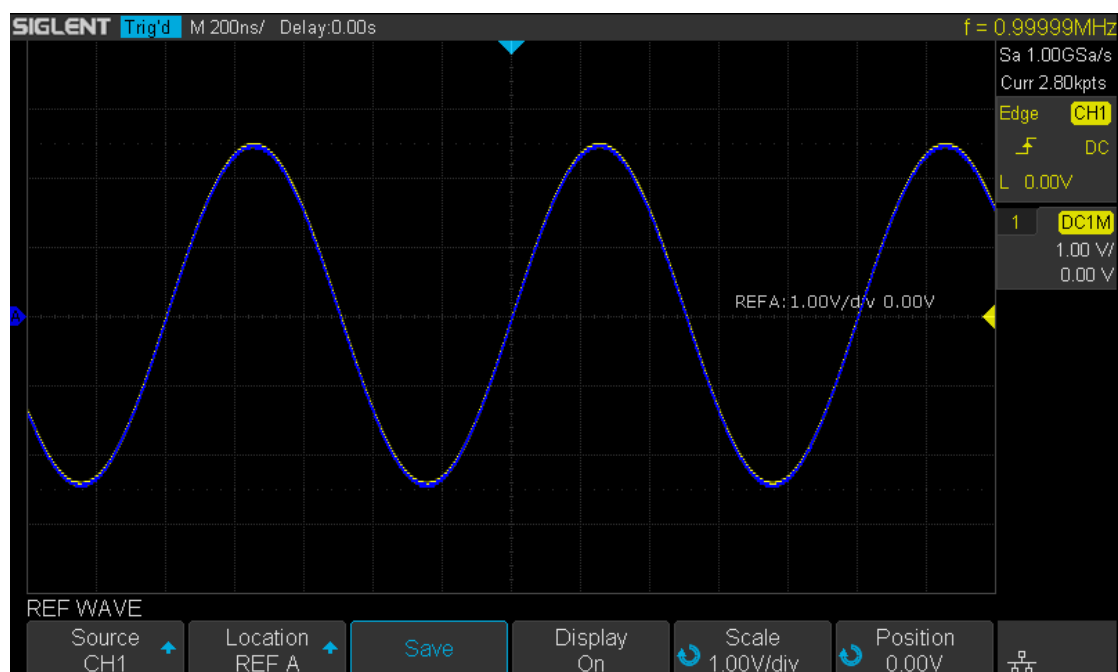 SIGLENT Trig'd M 200ns/ Delay:0.00s f = 0.99999MHz
Sa 1.00GSa/s
Curr 2.80kpts
Edge CH1
DC
L 0.00V
1 DC1M
1.00 V/
0.00 V
REFA:1.00V/div 0.00V
A
REF WAVE
Source
CH1
Location
REF A
Save
Display
On
Scale
1.00V/div
Position
0.00V